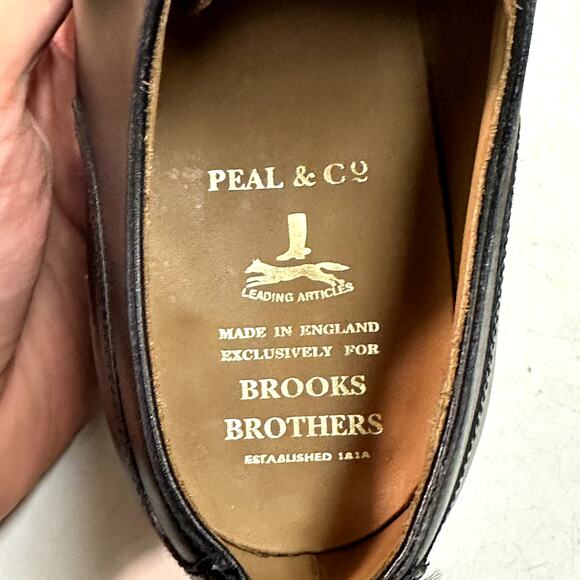 PEAL & Cº
LEADING ARTICLES
MADE IN ENGLAND
EXCLUSIVELY FOR
BROOKS
BROTHERS
ESTABLISHED 1818